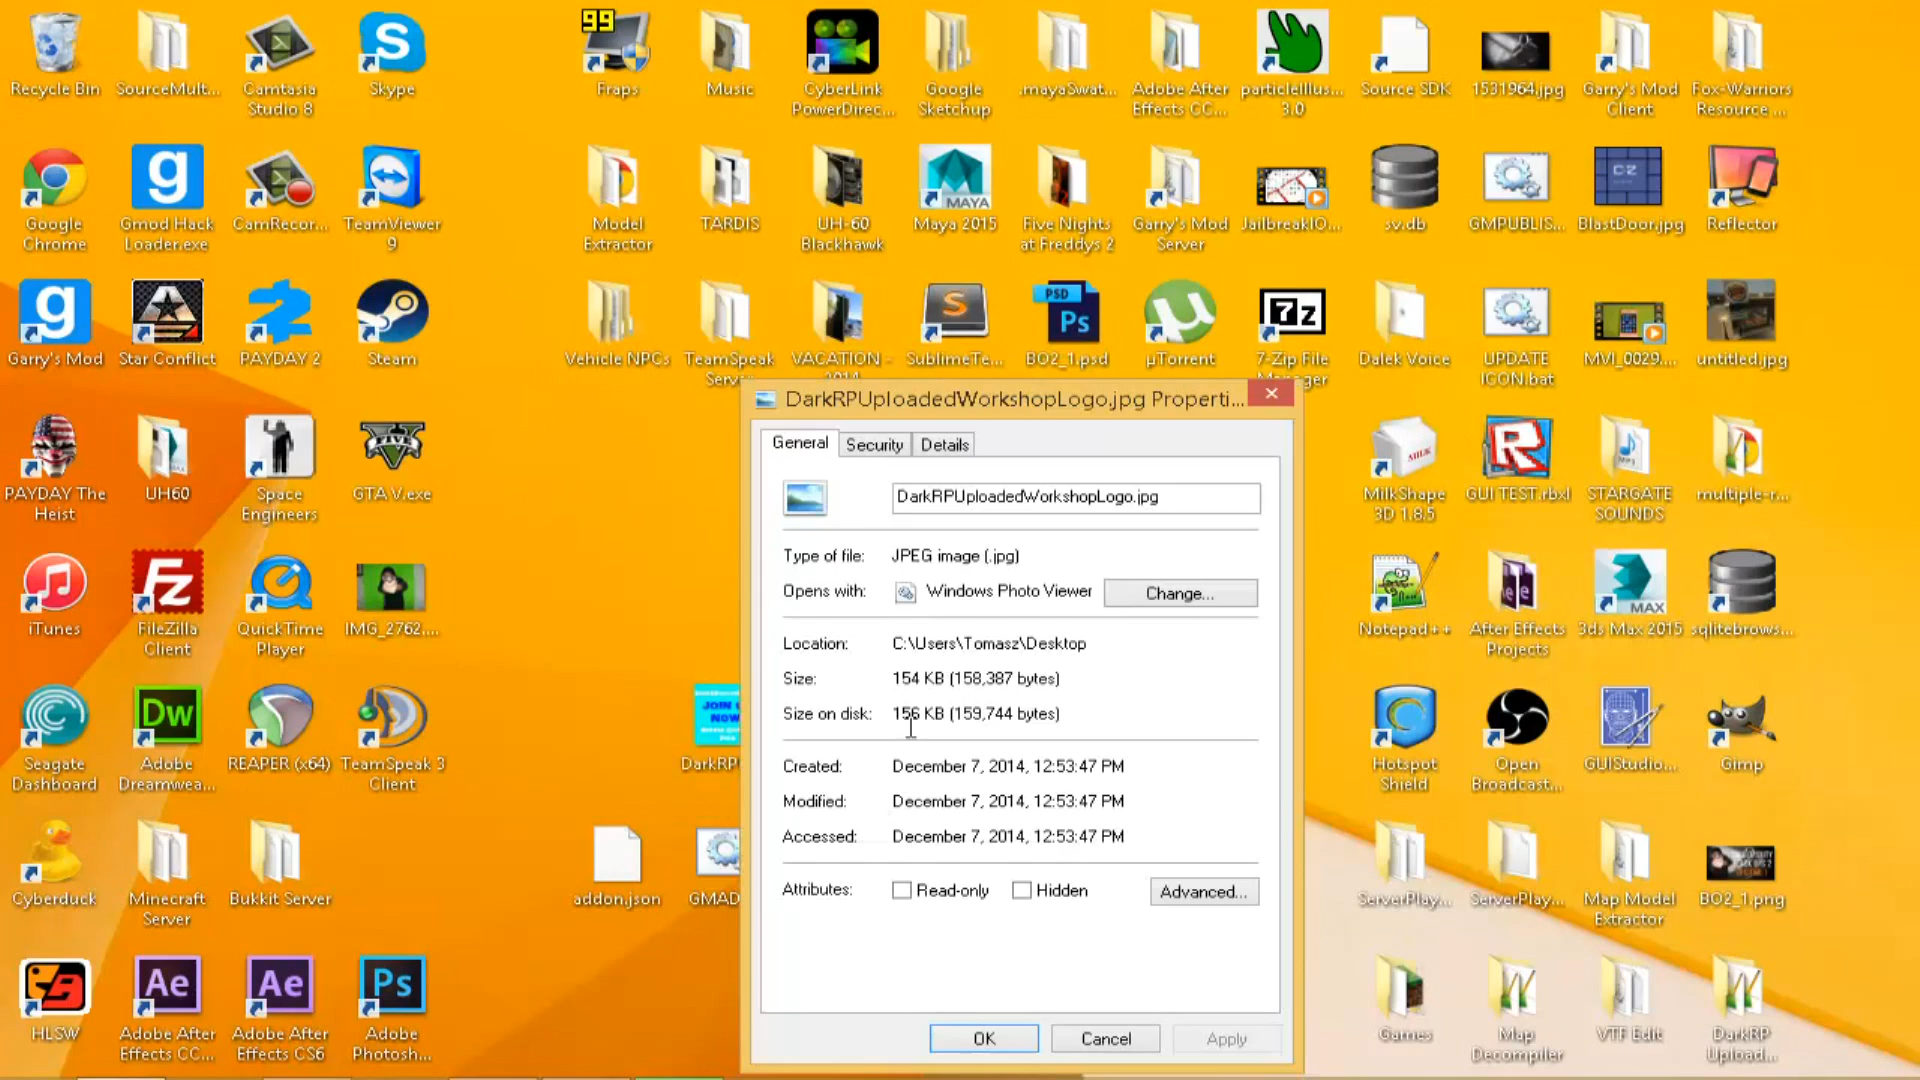 Recycle Bin
SourceMult...
Camtasia
Studio 8
Skype
Fraps
Music
CyberLink
PowerDirec...
Google
Sketchup
.mayaSwat...
Adobe After
Effects CC...
particleIllus...
3.0
Source SDK
1531964.jpg
Garry's Mod
Client
Fox-Warriors
Resource ...
Google
Chrome
Gmod Hack
Loader.exe
CamRecor...
TeamViewer
9
Model
Extractor
TARDIS
UH-60
Blackhawk
MAYA
Maya 2015
Five Nights
at Freddys 2
Garry's Mod
Server
JailbreakIO...
sv.db
GMPUBLIS...
BlastDoor.jpg
Reflector
Garry's Mod
Star Conflict
PAYDAY 2
Steam
Vehicle NPCs
TeamSpeak
VACATION -
SublimeTe...
BO2_1.psd
µTorrent
7-Zip File
Dalek Voice
UPDATE
ICON.bat
MVI_0029....
untitled.jpg
DarkRPUploadedWorkshopLogo.jpg Properti...
General
Security
Details
DarkRPUploadedWorkshopLogo.jpg
Type of file: JPEG image (.jpg)
Opens with: Windows Photo Viewer
Change...
Location: C:\Users\Tomasz\Desktop
Size: 154 KB (158,387 bytes)
Size on disk: 156 KB (159,744 bytes)
Created: December 7, 2014, 12:53:47 PM
Modified: December 7, 2014, 12:53:47 PM
Accessed: December 7, 2014, 12:53:47 PM
Attributes: Read-only Hidden
Advanced...
OK
Cancel
Apply
PAYDAY The
Heist
UH60
Space
Engineers
GTA V.exe
MilkShape
3D 1.8.5
GUI TEST.rbxl
STARGATE
SOUNDS
multiple-r...
iTunes
FileZilla
Client
QuickTime
Player
IMG_2762....
Notepad++
After Effects
Projects
MAX
3ds Max 2015
sqlitebrows...
Seagate
Dashboard
Adobe
Dreamwea...
REAPER (x64)
TeamSpeak 3
Client
JOIN U
NOW
DarkRP
Hotspot
Shield
Open
Broadcast...
GUIStudio...
Gimp
Cyberduck
Minecraft
Server
Bukkit Server
addon.json
GMAD
ServerPlay...
ServerPlay...
Map Model
Extractor
BO2_1.png
HLSW
Adobe After
Effects CC...
Adobe After
Effects CS6
Adobe
Photosh...
Games
Map
Decompiler
VTF Edit
DarkRP
Upload...